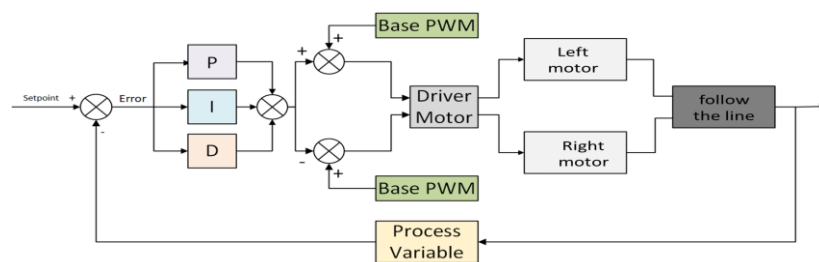 Base PWM
+
+
P
Left
motor
Setpoint
+
Error
I
Driver
Motor
follow
the line
-
D
-
+
Right
motor
Base PWM
Process
Variable